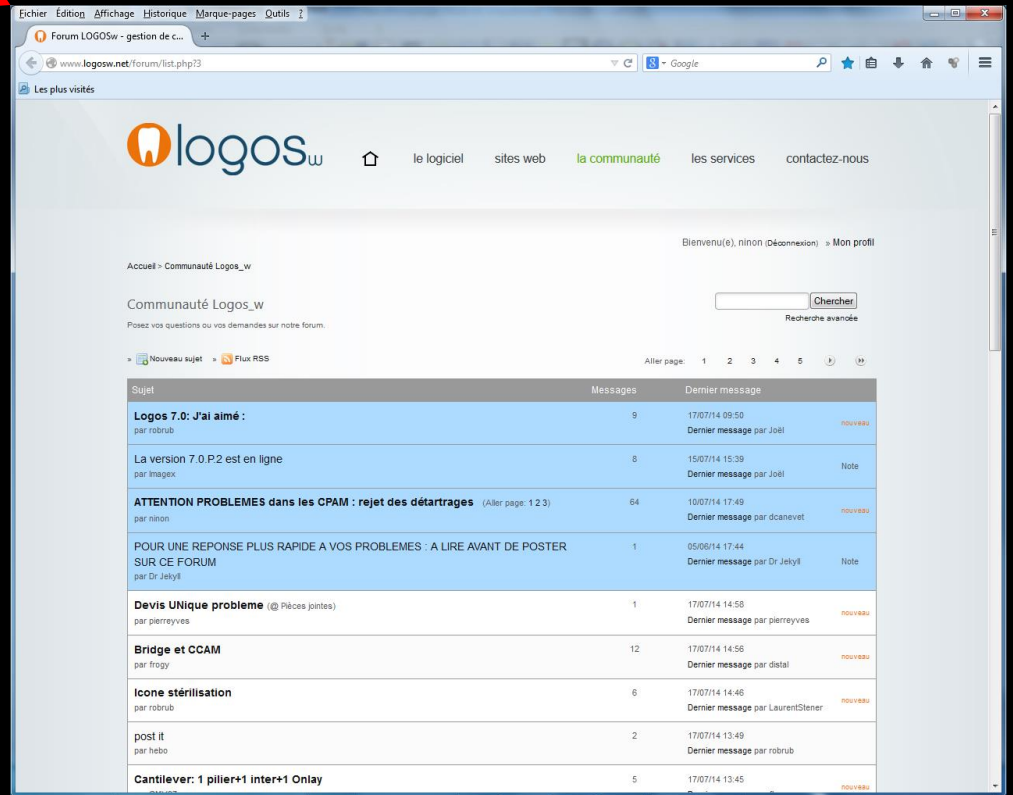 Fichier Édition Affichage Historique Marque-pages Outils ?
Forum LOGOSw - gestion de c... +
www.logosw.net/forum/list.php?3 Google
Les plus visités
logosw le logiciel sites web la communauté les services contactez-nous
Bienvenu(e), ninon (Déconnexion) » Mon profil
Accueil > Communauté Logos_w
Communauté Logos_w Chercher
Posez vos questions ou vos demandes sur notre forum. Recherche avancée
» Nouveau sujet » Flux RSS Aller page: 1 2 3 4 5
Sujet Messages Dernier message
Logos 7.0: J'ai aimé : 9 17/07/14 09:50
par robrub Dernier message par Joël nouveau
La version 7.0.P.2 est en ligne 8 15/07/14 15:39
par Imagex Dernier message par Joël Note
ATTENTION PROBLEMES dans les CPAM : rejet des détartrages (Aller page: 1 2 3) 64 10/07/14 17:49
par ninon Dernier message par dcanevet nouveau
POUR UNE REPONSE PLUS RAPIDE A VOS PROBLEMES : A LIRE AVANT DE POSTER 1 05/06/14 17:44
SUR CE FORUM Dernier message par Dr Jekyll Note
par Dr Jekyll
Devis UNique probleme (@ Pièces jointes) 1 17/07/14 14:58
par pierreyves Dernier message par pierreyves nouveau
Bridge et CCAM 12 17/07/14 14:56
par frogy Dernier message par distal nouveau
Icone stérilisation 6 17/07/14 14:46
par robrub Dernier message par LaurentStener nouveau
post it 2 17/07/14 13:49
par hebo Dernier message par robrub
Cantilever: 1 pilier+1 inter+1 Onlay 5 17/07/14 13:45
nouveau